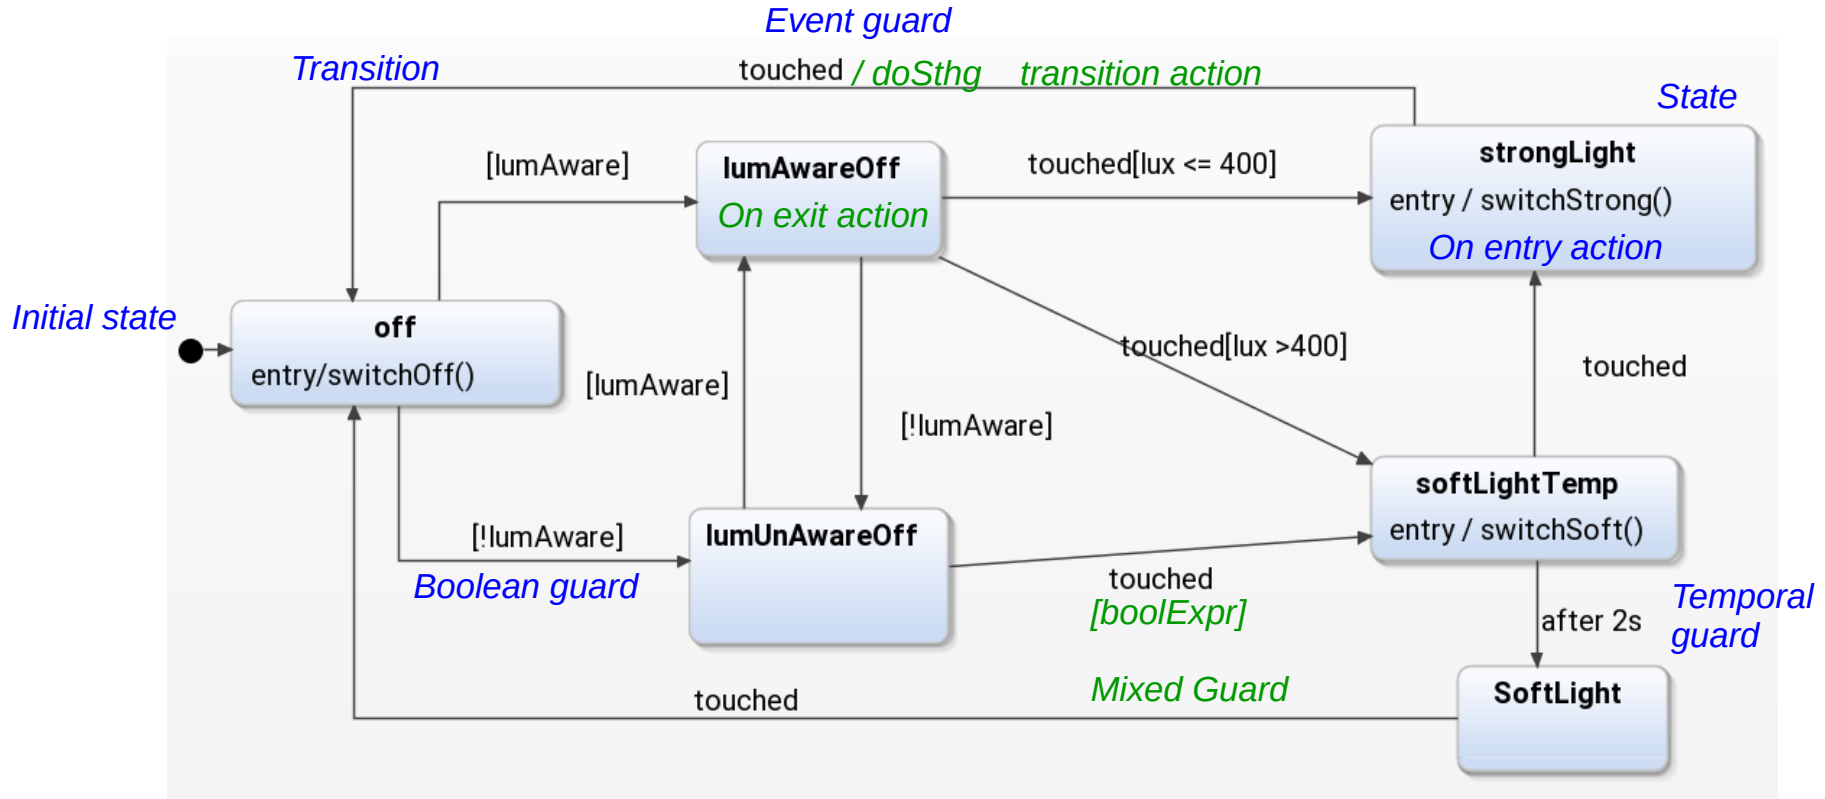 Event guard
Transition
touched / doSthg transition action
State
[lumAware]
lumAwareOff
On exit action
touched[lux <= 400]
strongLight
entry / switchStrong()
On entry action
Initial state
off
entry/switchOff()
[lumAware]
touched[lux >400]
touched
[!lumAware]
softLightTemp
entry / switchSoft()
[!lumAware]
Boolean guard
lumUnAwareOff
touched
[boolExpr]
after 2s
Temporal
guard
touched
Mixed Guard
SoftLight